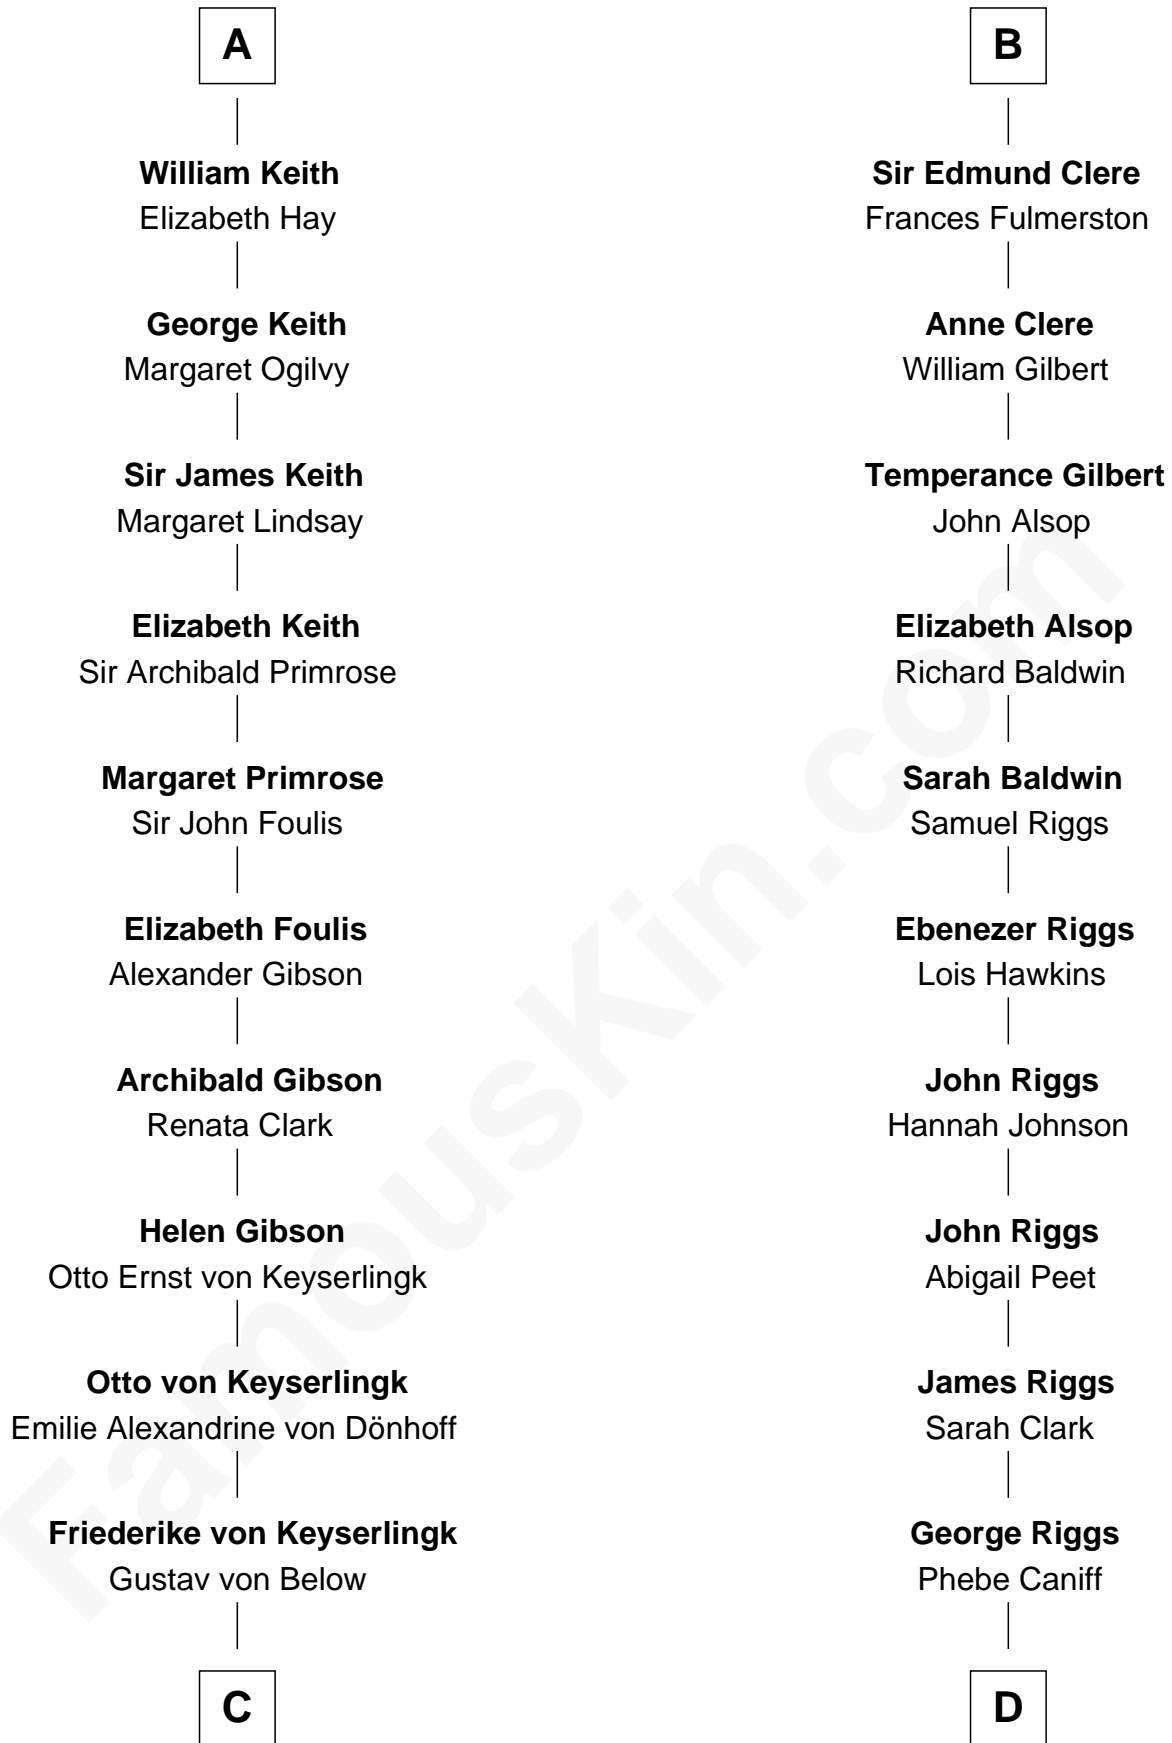 A
William Keith
Elizabeth Hay
George Keith
Margaret Ogilvy
Sir James Keith
Margaret Lindsay
Elizabeth Keith
Sir Archibald Primrose
Margaret Primrose
Sir John Foulis
Elizabeth Foulis
Alexander Gibson
Archibald Gibson
Renata Clark
Helen Gibson
Otto Ernst von Keyserlingk
Otto von Keyserlingk
Emilie Alexandrine von Dönhoff
Friederike von Keyserlingk
Gustav von Below
C
B
Sir Edmund Clere
Frances Fulmerston
Anne Clere
William Gilbert
Temperance Gilbert
John Alsop
Elizabeth Alsop
Richard Baldwin
Sarah Baldwin
Samuel Riggs
Ebenezer Riggs
Lois Hawkins
John Riggs
Hannah Johnson
John Riggs
Abigail Peet
James Riggs
Sarah Clark
George Riggs
Phebe Caniff
D
FamousKin.com